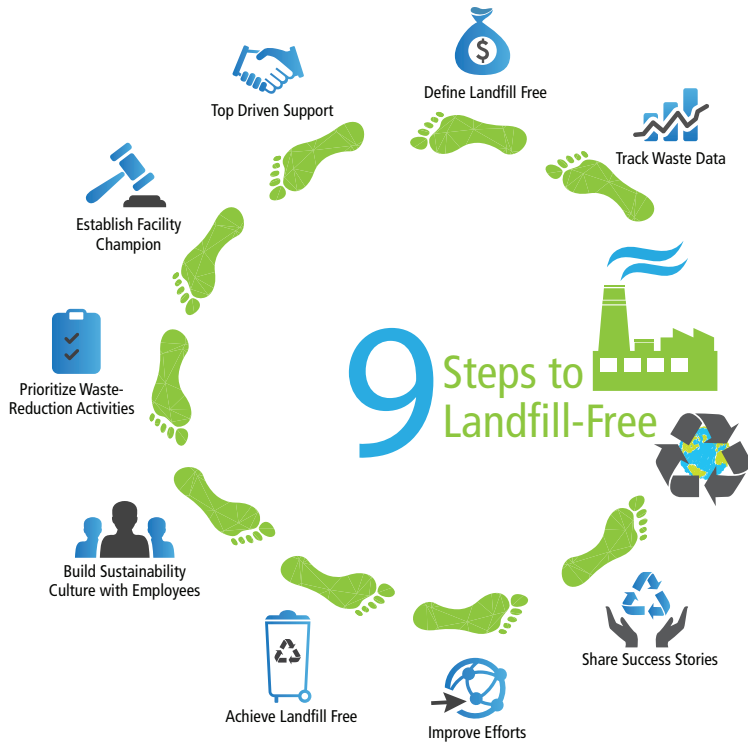 Define Landfill Free
Top Driven Support
Track Waste Data
Establish Facility
Champion
9
Steps to
Landfill-Free
Prioritize Waste-
Reduction Activities
Build Sustainability
Culture with Employees
Achieve Landfill Free
Improve Efforts
Share Success Stories
$